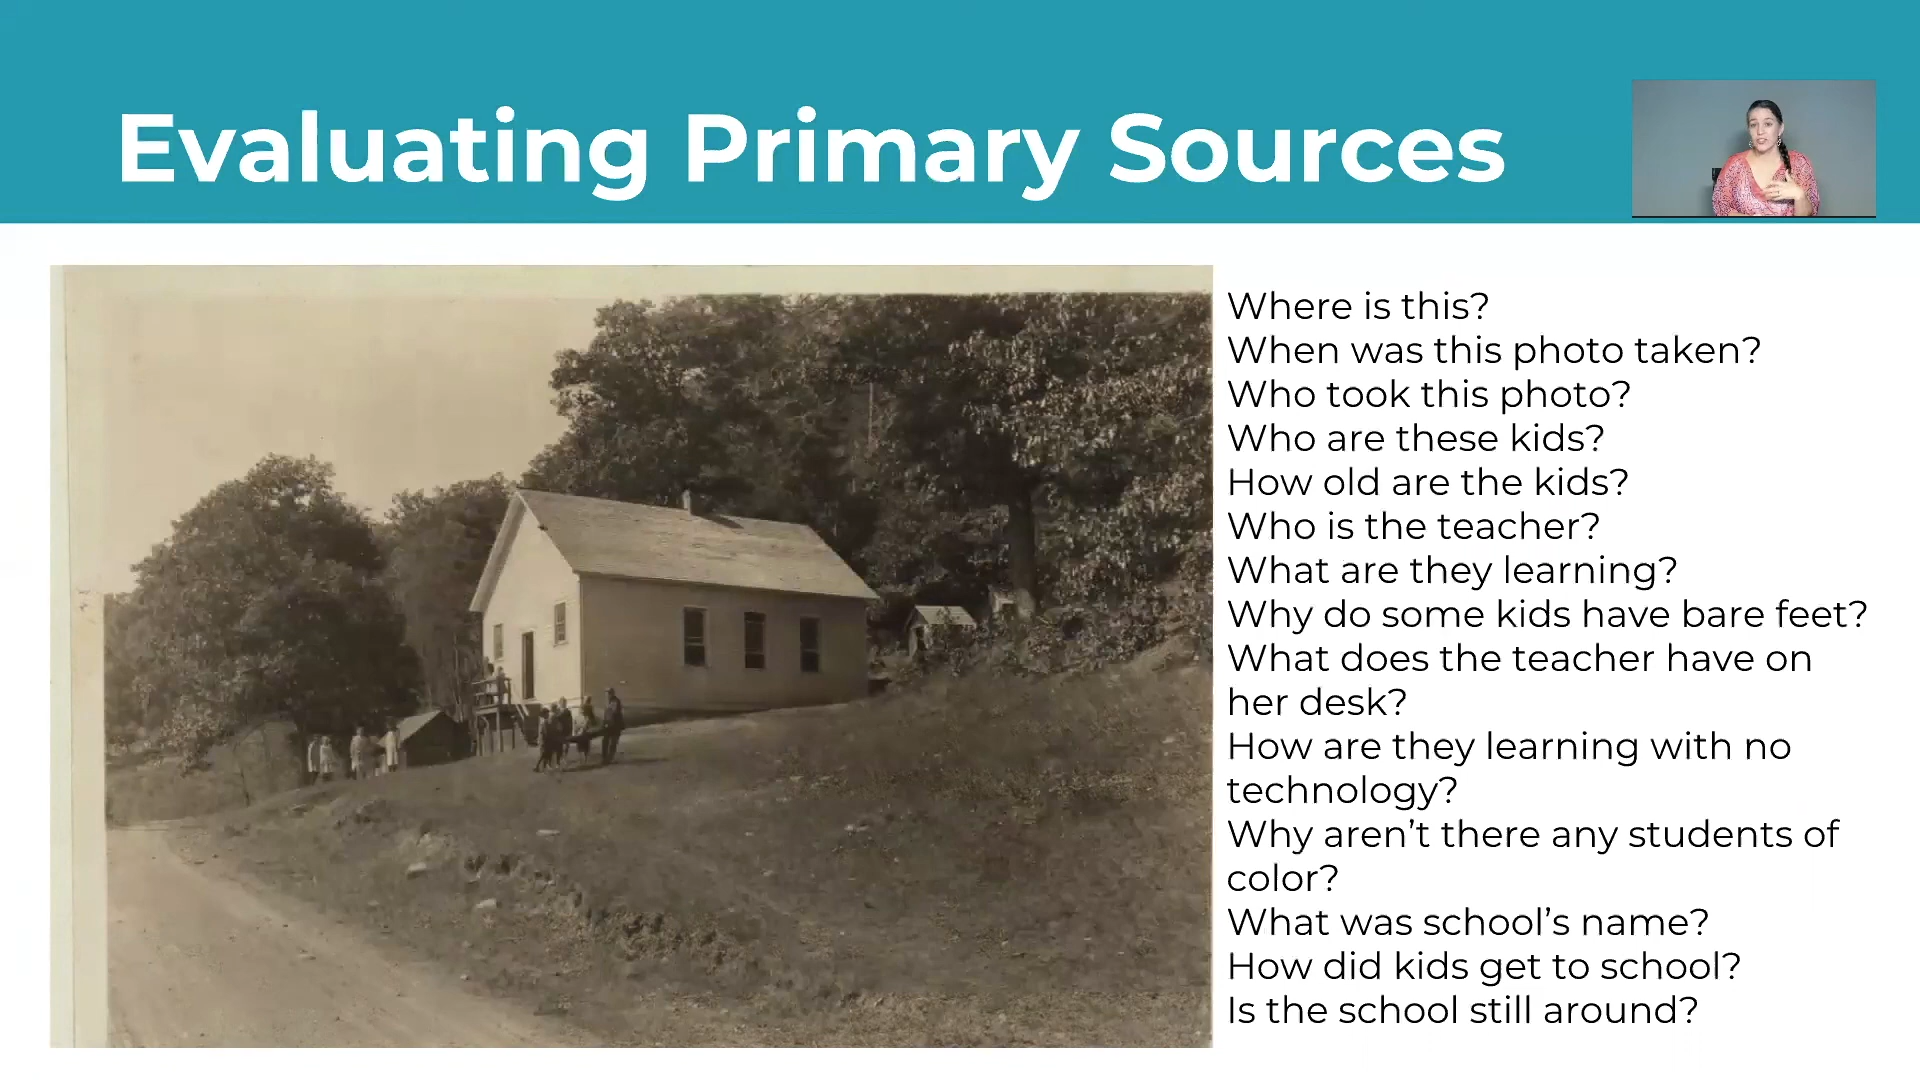 Evaluating Primary Sources
Where is this?
When was this photo taken?
Who took this photo?
Who are these kids?
How old are the kids?
Who is the teacher?
What are they learning?
Why do some kids have bare feet?
What does the teacher have on
her desk?
How are they learning with no
technology?
Why aren’t there any students of
color?
What was school’s name?
How did kids get to school?
Is the school still around?